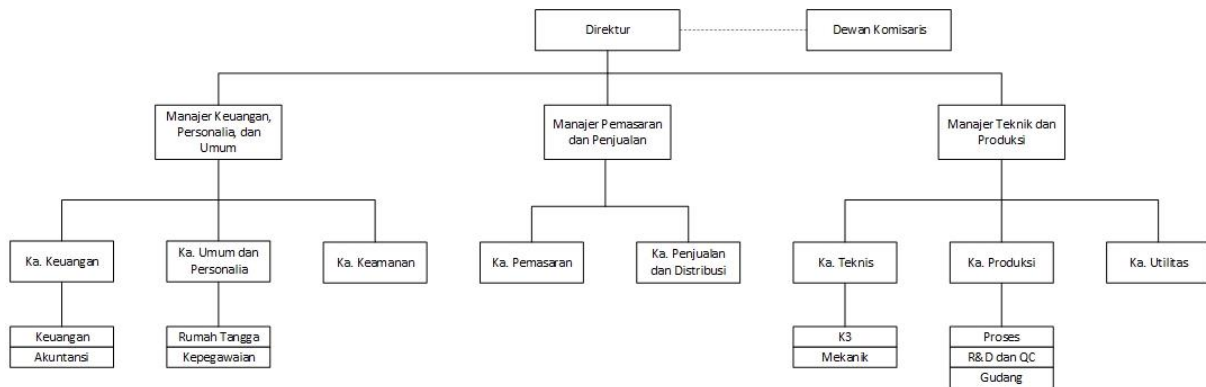 Direktur
Dewan Komisaris
Manajer Keuangan,
Personalia, dan
Umum
Manajer Pemasaran
dan Penjualan
Manajer Teknik dan
Produksi
Ka. Keuangan
Ka. Umum dan
Personalia
Ka. Keamanan
Ka. Pemasaran
Ka. Penjualan
dan Distribusi
Ka. Teknis
Ka. Produksi
Ka. Utilitas
Keuangan
Akuntansi
Rumah Tangga
Kepegawaian
K3
Mekanik
Proses
R&D dan QC
Gudang